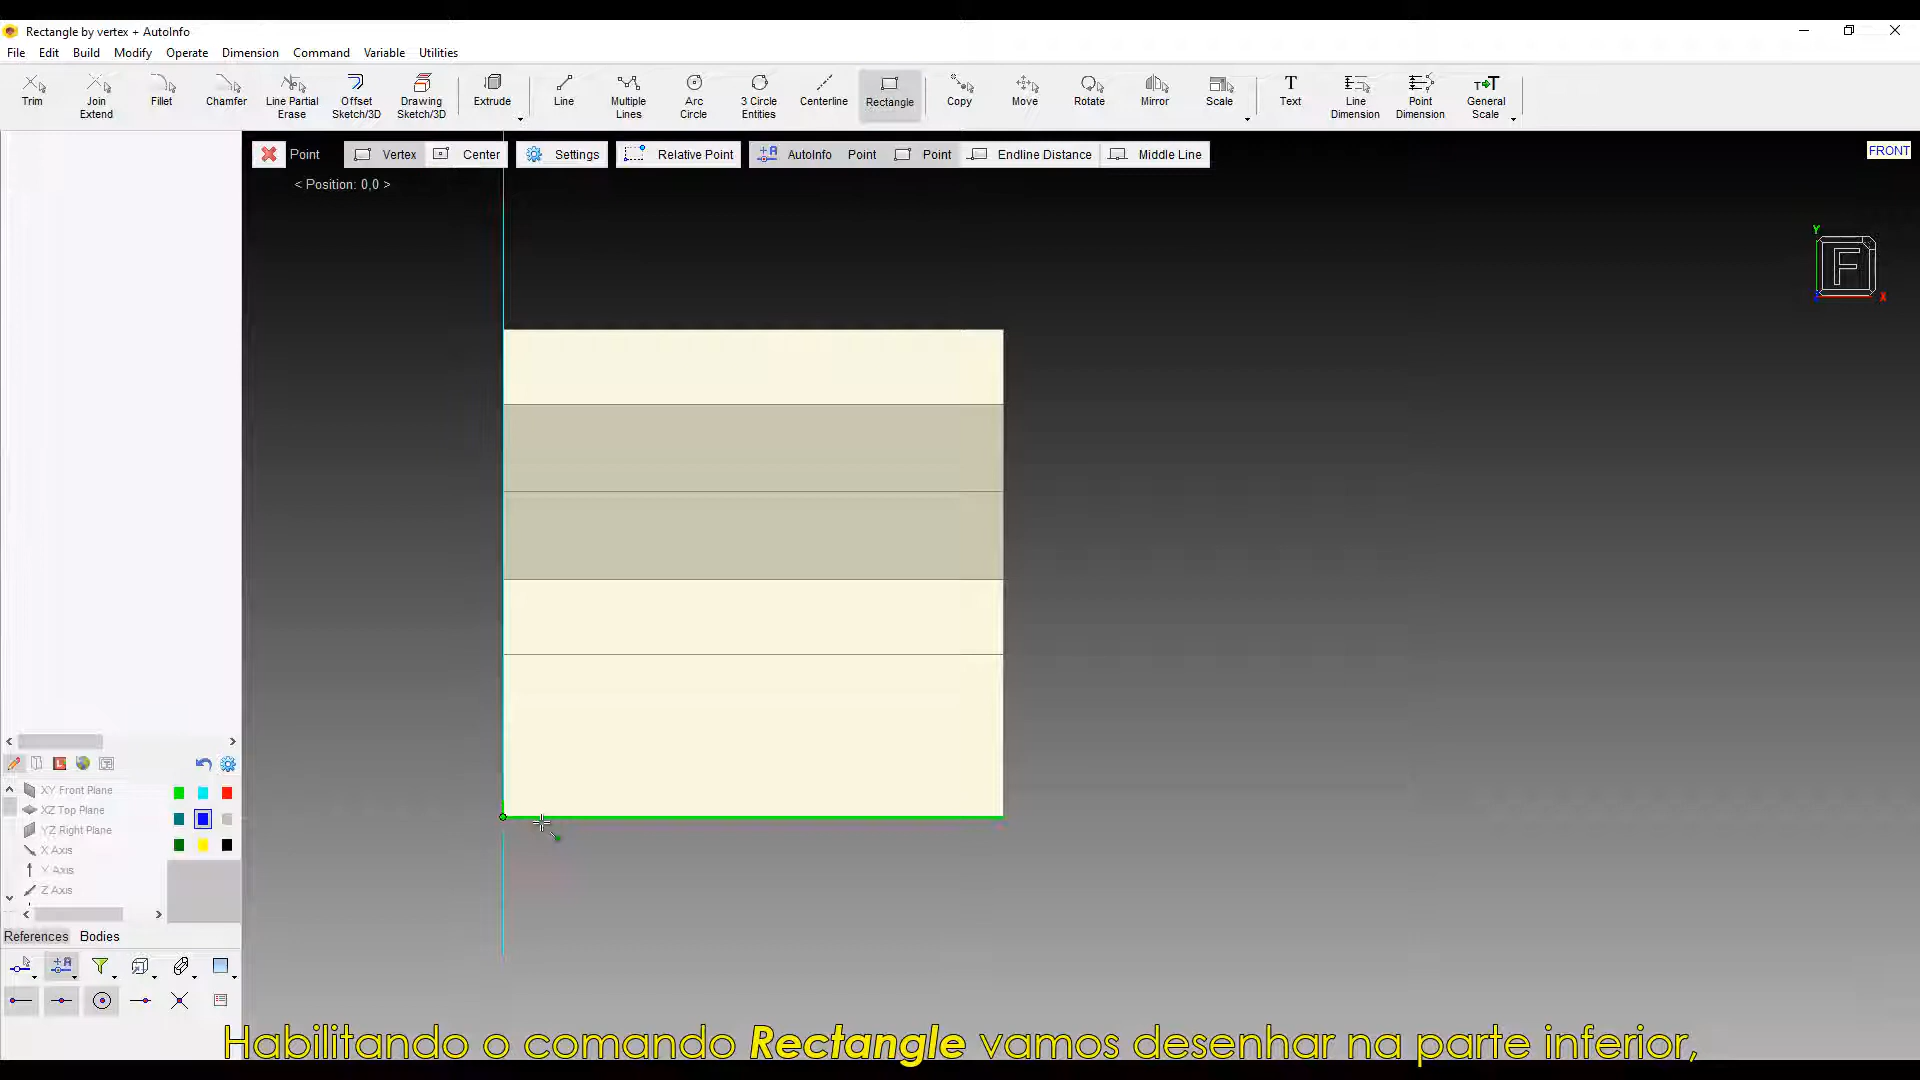 Rectangle by vertex + AutoInfo
File Edit Build Modify Operate Dimension Command Variable Utilities
Trim Join Extend Fillet Chamfer Line Partial Erase Offset Sketch/3D Drawing Sketch/3D Extrude Line Multiple Lines Arc Circle 3 Circle Entities Centerline Rectangle Copy Move Rotate Mirror Scale Text Line Dimension Point Dimension General Scale
Point Vertex Center Settings Relative Point AutoInfo Point Point Endline Distance Middle Line
FRONT
< Position: 0,0 >
Y
F
X
XY Front Plane
XZ Top Plane
YZ Right Plane
X Axis
Y Axis
Z Axis
References Bodies
Habilitando o comando Rectangle vamos desenhar na parte inferior,